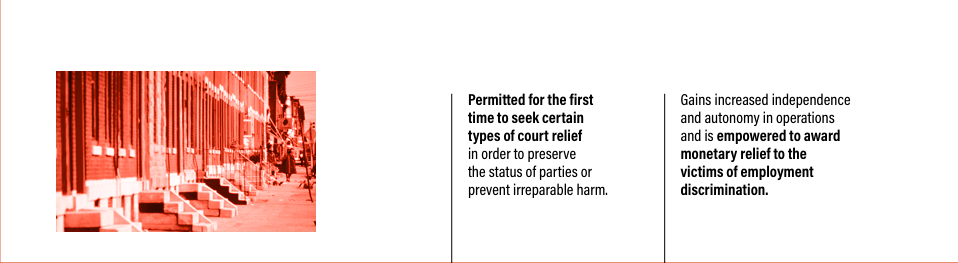 Permitted for the first
time to seek certain
types of court relief
in order to preserve
the status of parties or
prevent irreparable harm.
Gains increased independence
and autonomy in operations
and is empowered to award
monetary relief to the
victims of employment
discrimination.